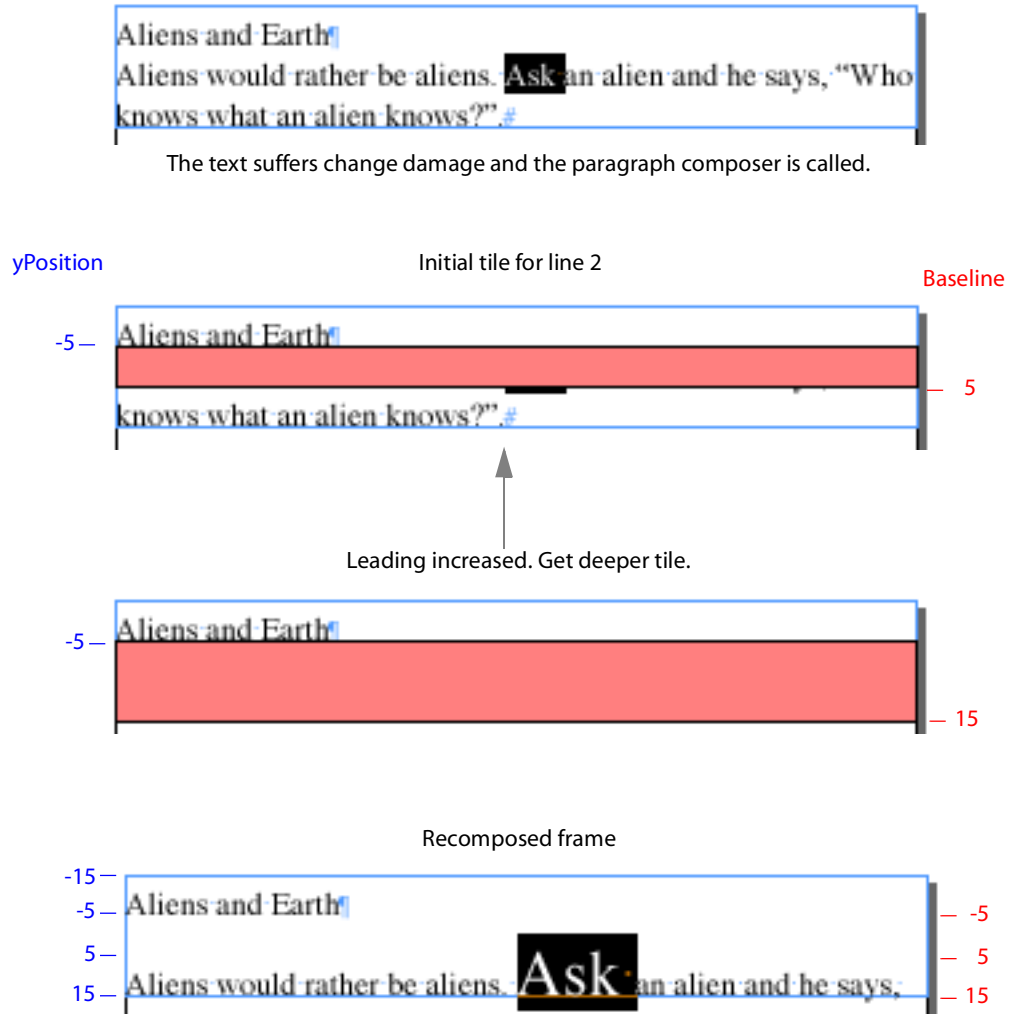 Aliens and Earth¶
Aliens would rather be aliens. Ask an alien and he says, “Who
knows what an alien knows?”.#
The text suffers change damage and the paragraph composer is called.
yPosition
Initial tile for line 2
Baseline
Aliens and Earth¶
-5
5
knows what an alien knows?”.#
Leading increased. Get deeper tile.
Aliens and Earth¶
-5
15
Recomposed frame
-15
Aliens and Earth¶
-5 -5
5 5
Aliens would rather be aliens. Ask an alien and he says,
15 15